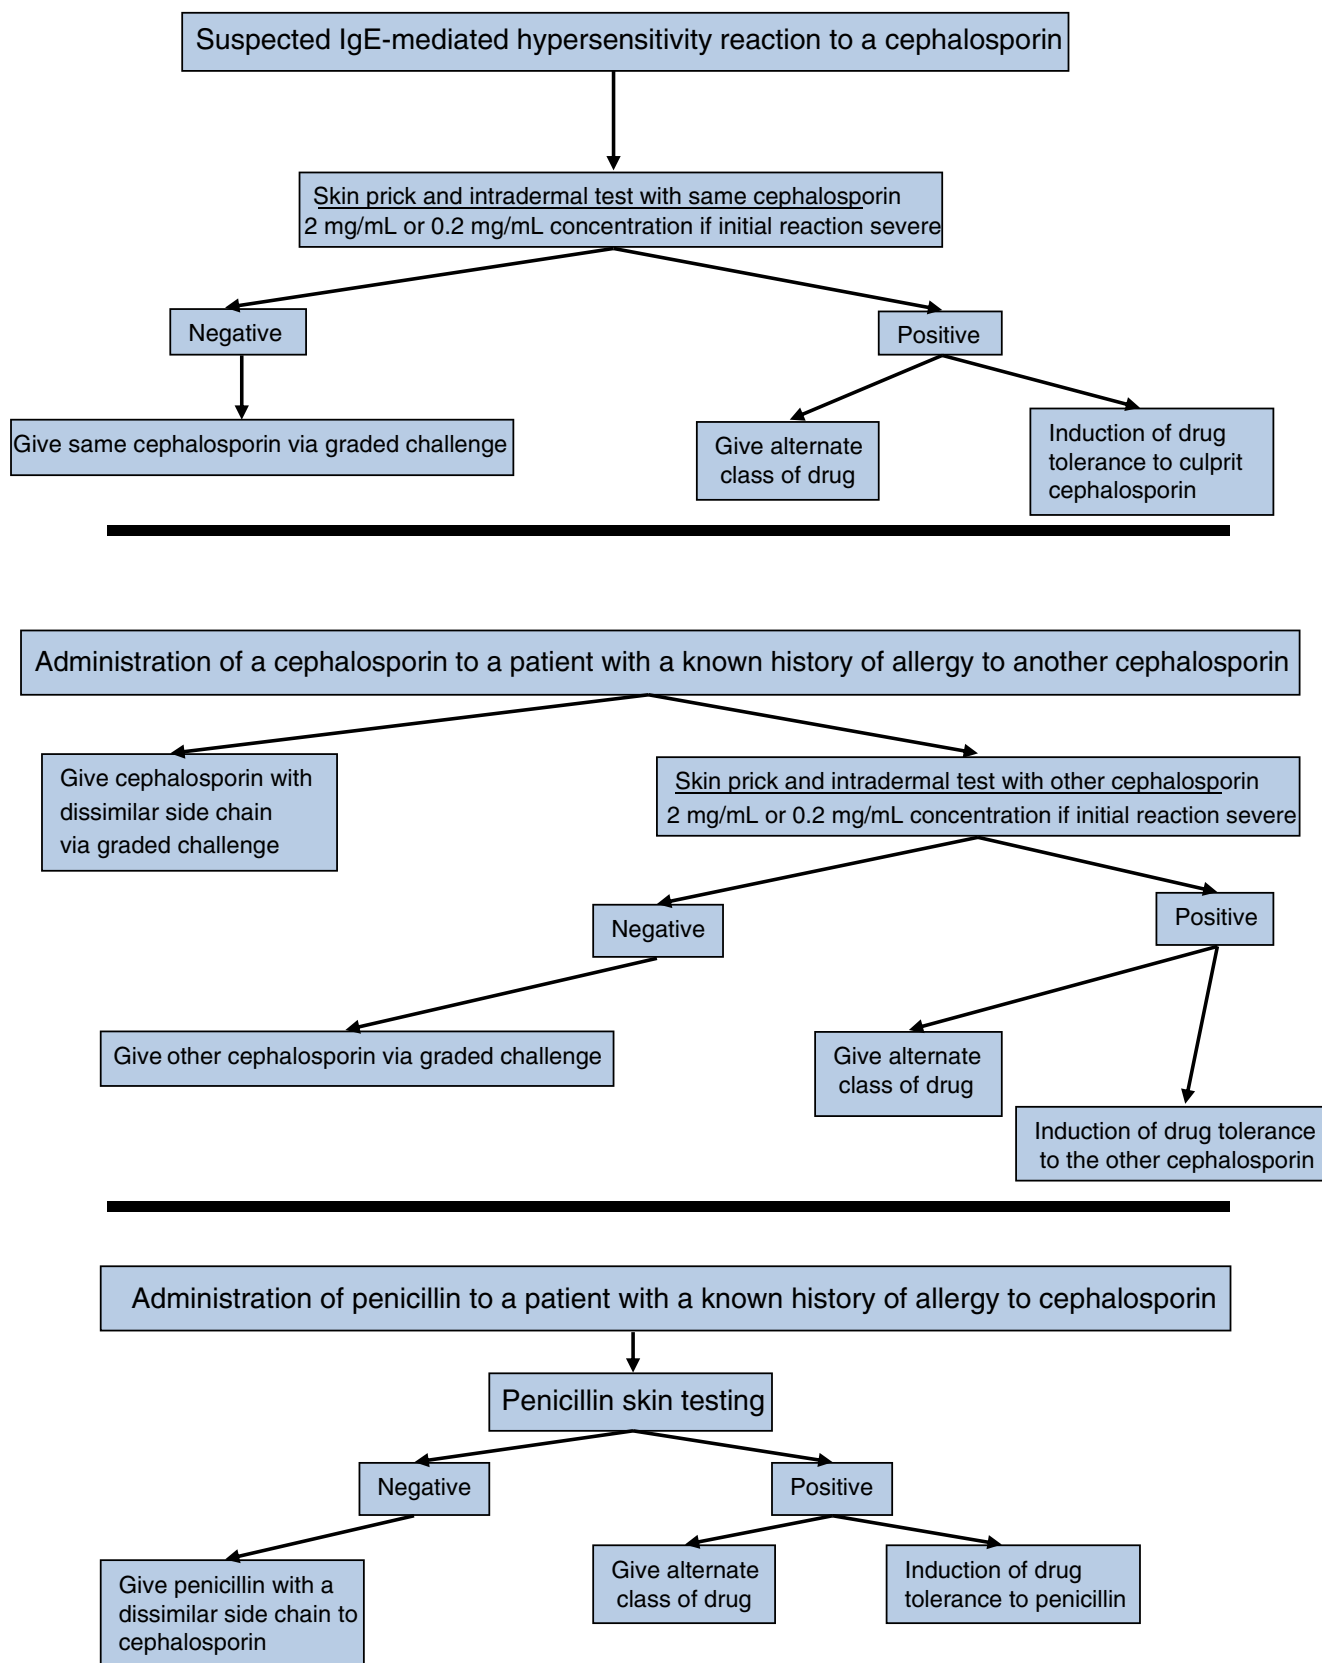 Suspected IgE-mediated hypersensitivity reaction to a cephalosporin
Skin prick and intradermal test with same cephalosporin
2 mg/mL or 0.2 mg/mL concentration if initial reaction severe
Negative
Positive
Give same cephalosporin via graded challenge
Give alternate
class of drug
Induction of drug
tolerance to culprit
cephalosporin
Administration of a cephalosporin to a patient with a known history of allergy to another cephalosporin
Give cephalosporin with
dissimilar side chain
via graded challenge
Skin prick and intradermal test with other cephalosporin
2 mg/mL or 0.2 mg/mL concentration if initial reaction severe
Negative
Positive
Give other cephalosporin via graded challenge
Give alternate
class of drug
Induction of drug tolerance
to the other cephalosporin
Administration of penicillin to a patient with a known history of allergy to cephalosporin
Penicillin skin testing
Negative
Positive
Give penicillin with a
dissimilar side chain to
cephalosporin
Give alternate
class of drug
Induction of drug
tolerance to penicillin